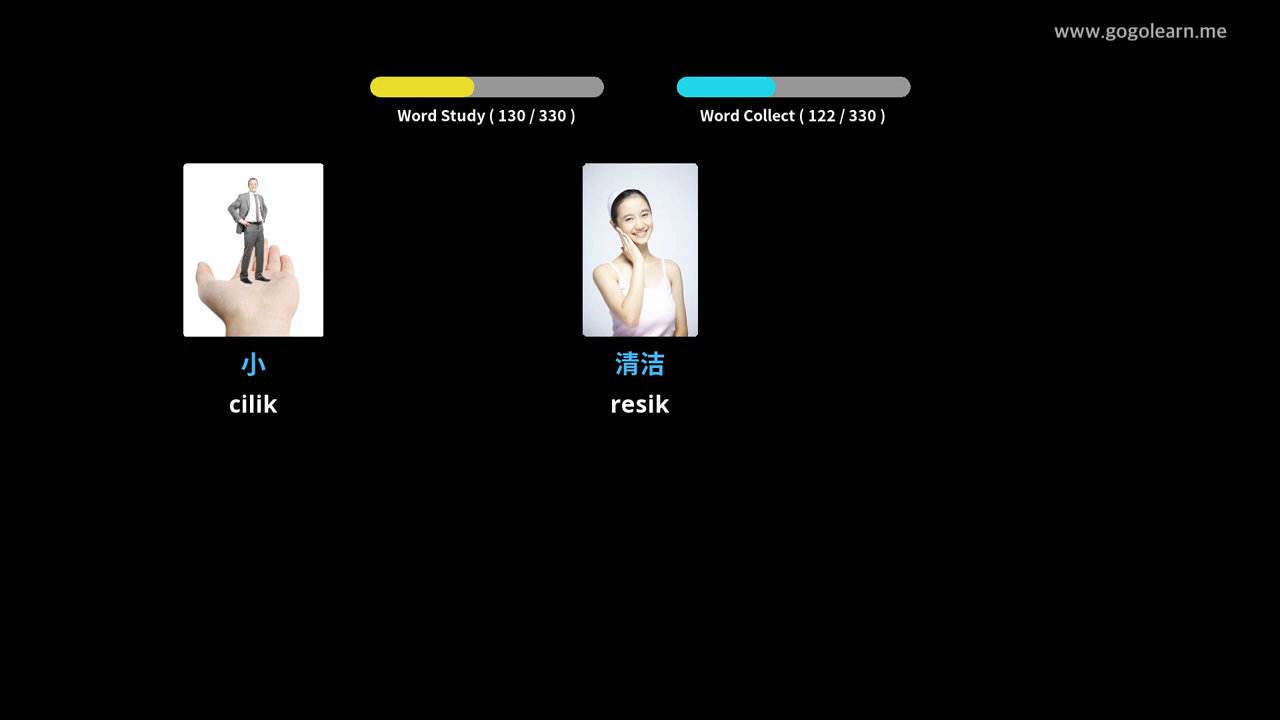 www.gogolearn.me
Word Study ( 130 / 330 )
Word Collect ( 122 / 330 )
小
清洁
cilik
resik